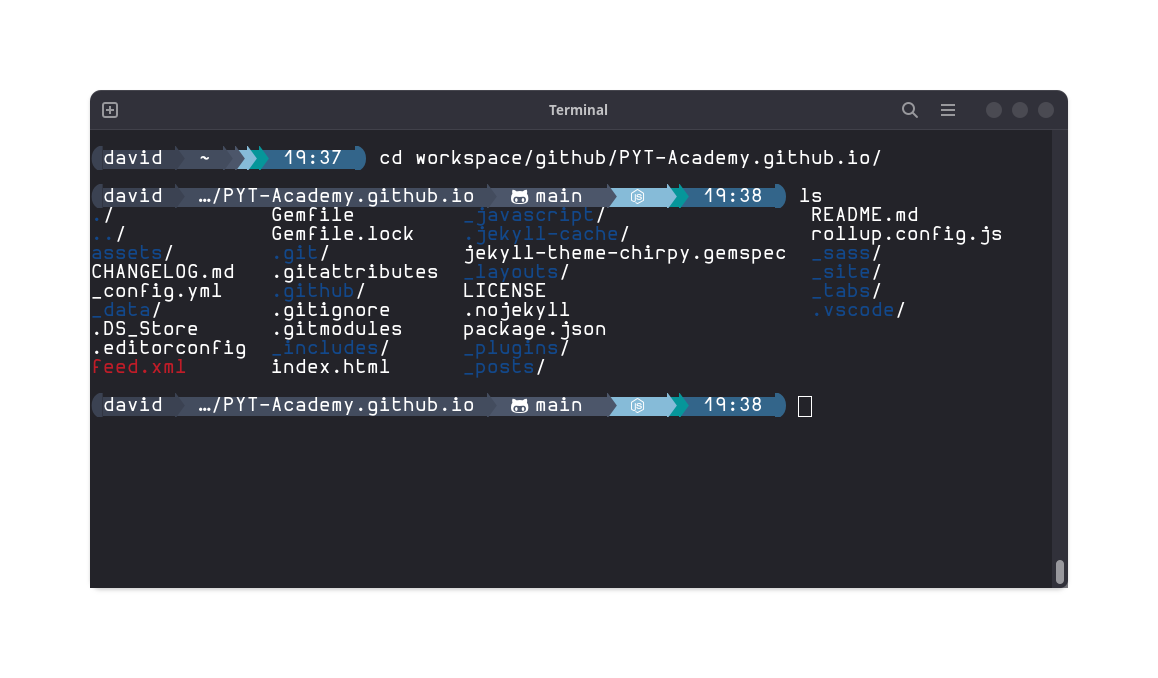 Terminal
david ~ 19:37 cd workspace/github/PYT-Academy.github.io/
david …/PYT-Academy.github.io main 19:38 ls
./ Gemfile _javascript/ README.md
../ Gemfile.lock .jekyll-cache/ rollup.config.js
assets/ .git/ jekyll-theme-chirpy.gemspec _sass/
CHANGELOG.md .gitattributes _layouts/ _site/
_config.yml .github/ LICENSE _tabs/
_data/ .gitignore .nojekyll .vscode/
.DS_Store .gitmodules package.json
.editorconfig _includes/ _plugins/
feed.xml index.html _posts/
david …/PYT-Academy.github.io main 19:38